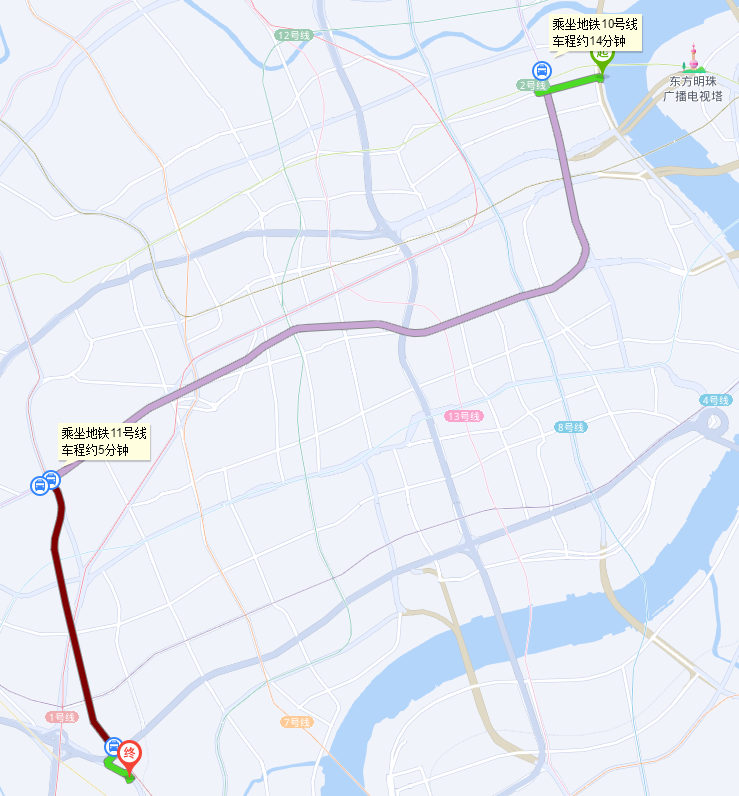 乘坐地铁10号线
车程约14分钟
12号线
起
2号线
东方明珠
广播电视塔
4号线
13号线
8号线
乘坐地铁11号线
车程约5分钟
1号线
7号线
终